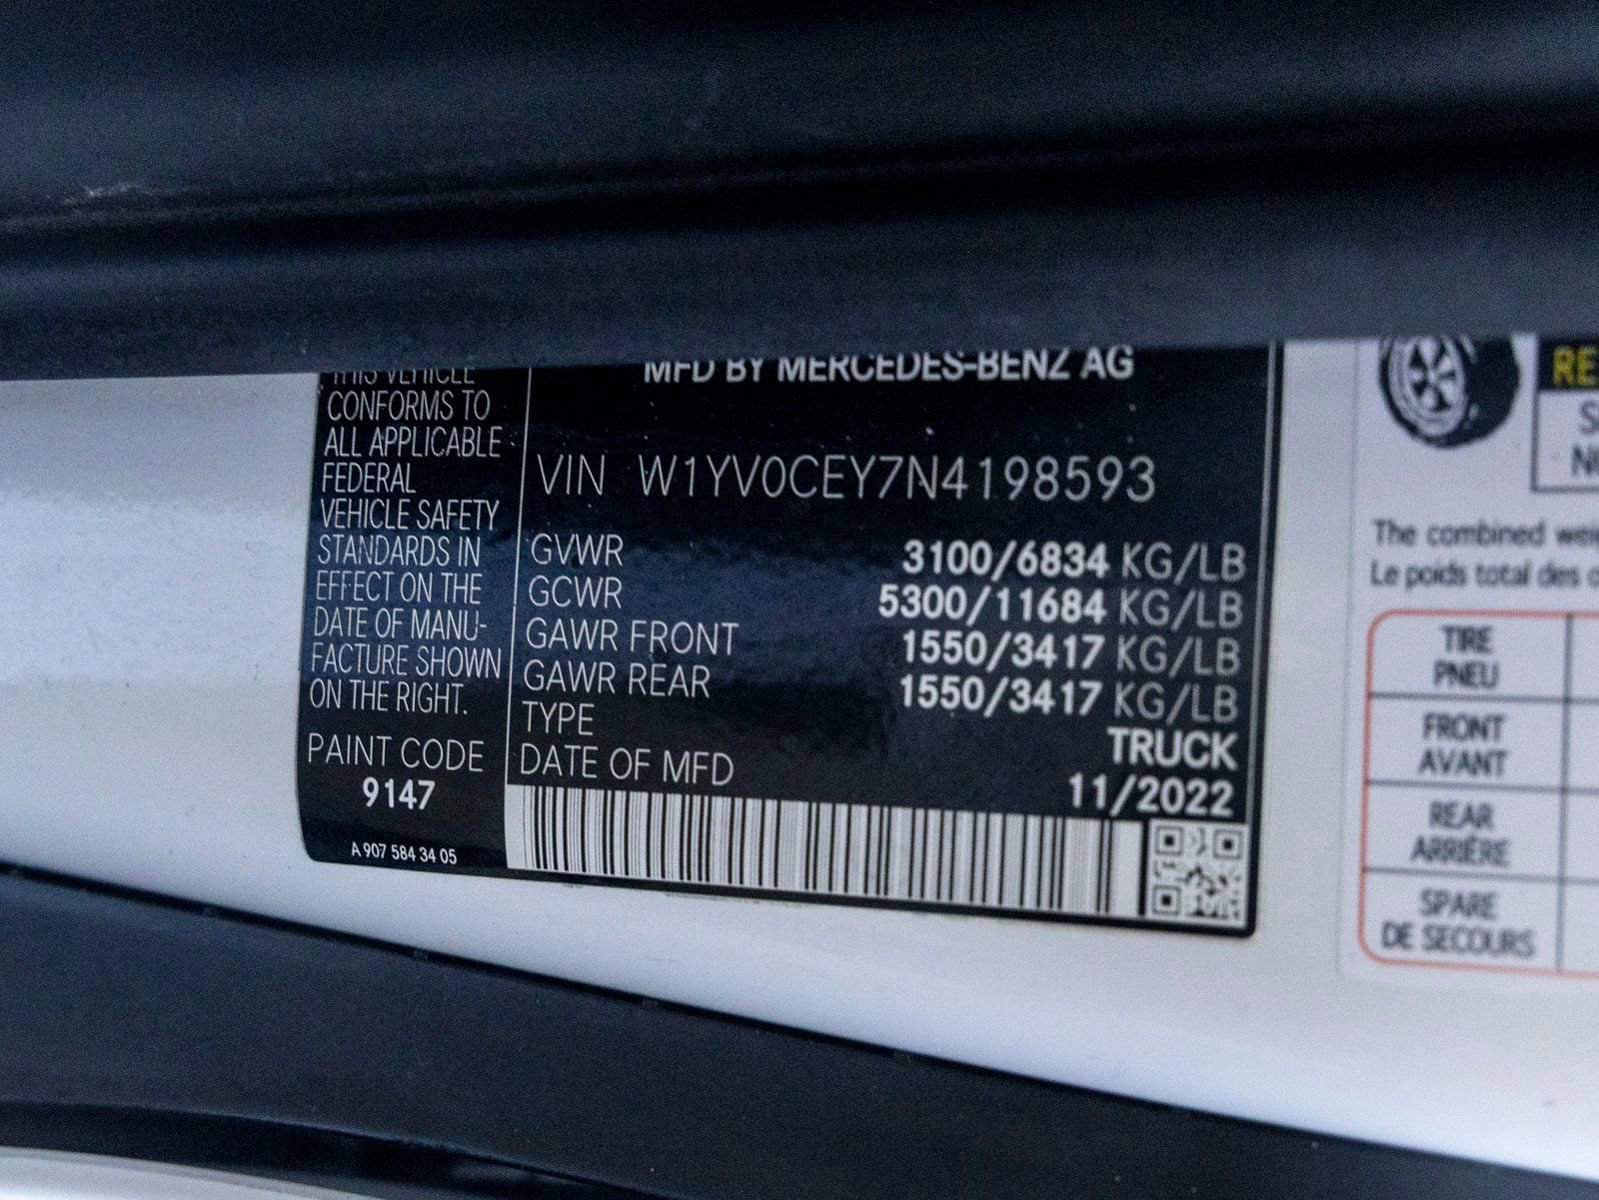 THIS VEHICLE
CONFORMS TO
ALL APPLICABLE
FEDERAL
VEHICLE SAFETY
STANDARDS IN
EFFECT ON THE
DATE OF MANU-
FACTURE SHOWN
ON THE RIGHT.
PAINT CODE
9147
A 907 584 34 05
MFD BY MERCEDES-BENZ AG
VIN W1YV0CEY7N4198593
GVWR 3100/6834 KG/LB
GCWR 5300/11684 KG/LB
GAWR FRONT 1550/3417 KG/LB
GAWR REAR 1550/3417 KG/LB
TYPE TRUCK
DATE OF MFD 11/2022
The combined
Le poids total des
TIRE
PNEU
FRONT
AVANT
REAR
ARRIÈRE
SPARE
DE SECOURS